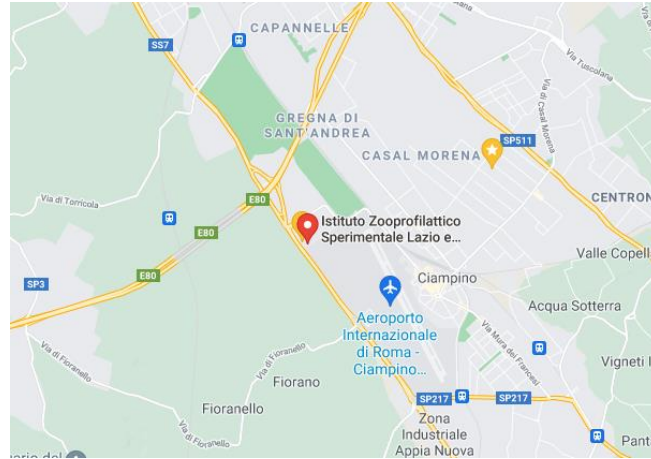 CAPANNELLE
SS7
Via Tuscolana
GREGNA DI
SANT'ANDREA
Via di Casal Morena
SP511
CASAL MORENA
Via di Torricola
E80
CENTRON
Istituto Zooprofilattico
Sperimentale Lazio e...
E80
Valle Copell
E80
SP3
Ciampino
Aeroporto
Internazionale
di Roma -
Ciampino...
Acqua Sotterra
Via Mura dei Francesi
Via di Fioranello
Via di Fioranello
Fiorano
Vigneti I
Fioranello
SP217
SP217
Zona
Industriale
Appia Nuova
Via di Fioranello
Pant